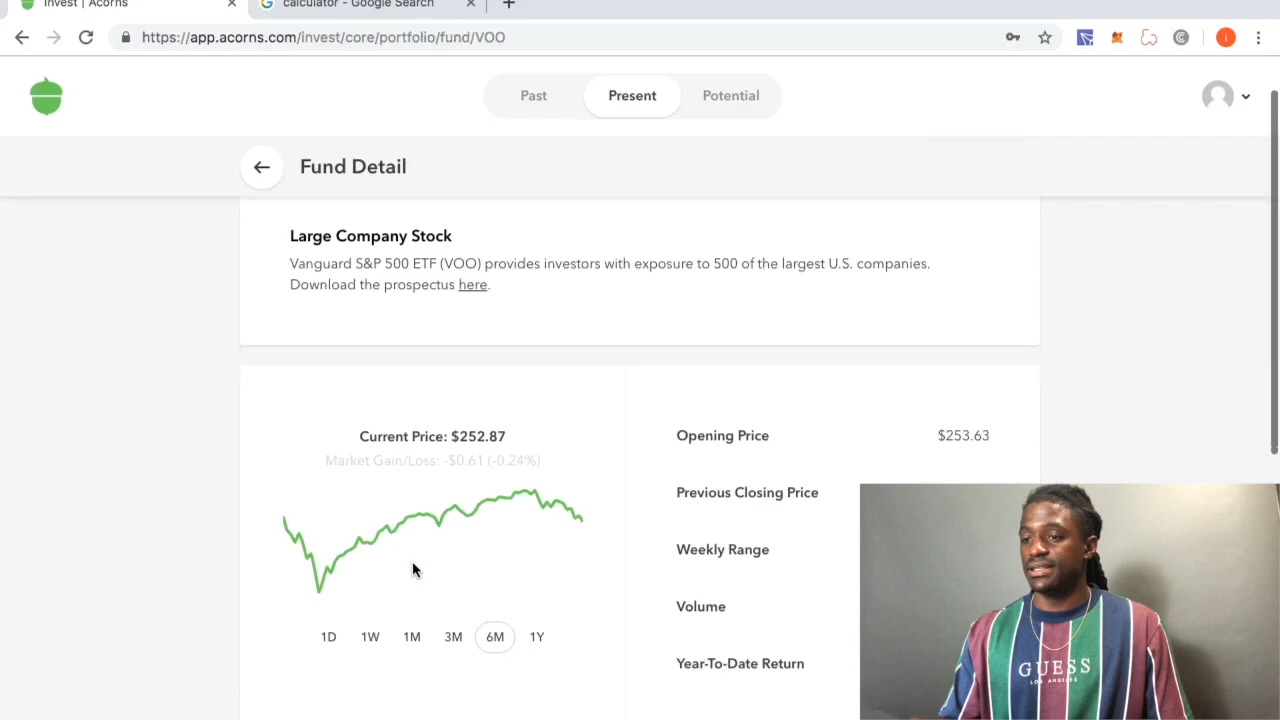 Invest | Acorns
calculator - Google Search
https://app.acorns.com/invest/core/portfolio/fund/VOO
Past
Present
Potential
Fund Detail
Large Company Stock
Vanguard S&P 500 ETF (VOO) provides investors with exposure to 500 of the largest U.S. companies.
Download the prospectus here.
Current Price: $252.87
Market Gain/Loss: -$0.61 (-0.24%)
1D 1W 1M 3M 6M 1Y
Opening Price $253.63
Previous Closing Price
Weekly Range
Volume
Year-To-Date Return
GUESS
LOS ANGELES